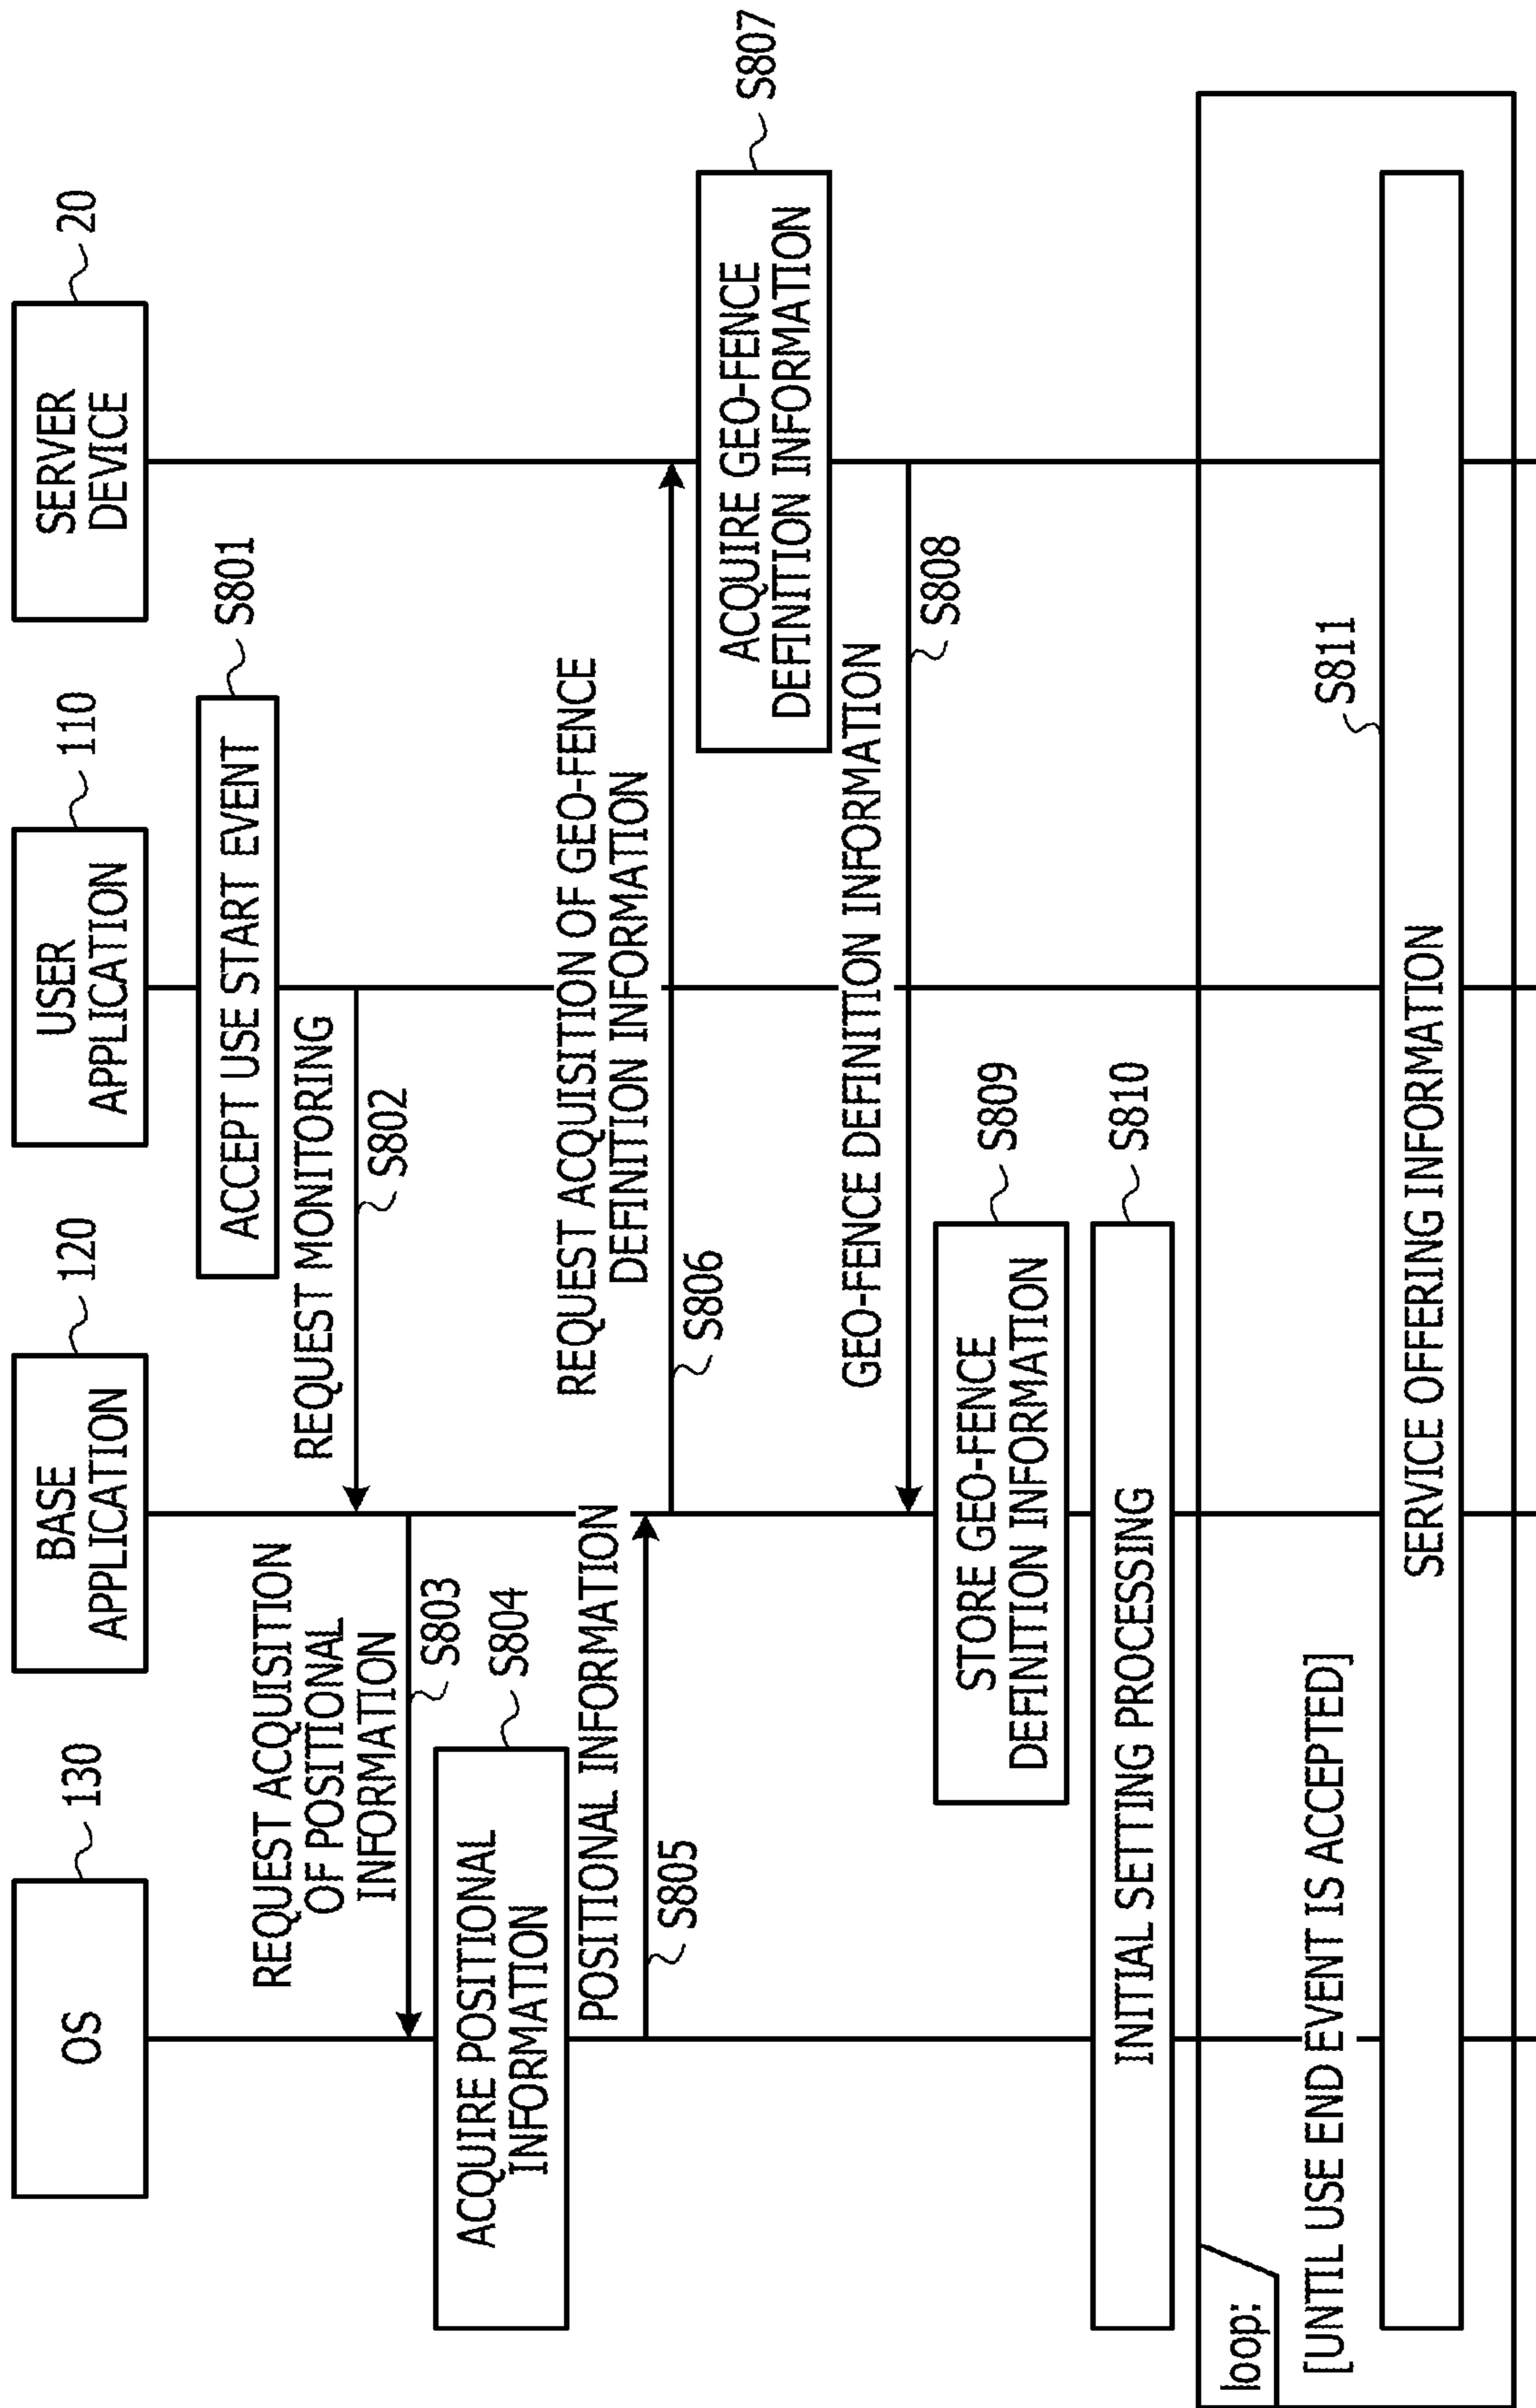 OS
130
BASE
APPLICATION
120
USER
APPLICATION
110
SERVER
DEVICE
20
ACCEPT USE START EVENT
S801
REQUEST MONITORING
S802
REQUEST ACQUISITION
OF POSITIONAL
INFORMATION
S803
ACQUIRE POSITIONAL
INFORMATION
S804
POSITIONAL INFORMATION
S805
REQUEST ACQUISITION OF GEO-FENCE
DEFINITION INFORMATION
S806
ACQUIRE GEO-FENCE
DEFINITION INFORMATION
S807
GEO-FENCE DEFINITION INFORMATION
S808
STORE GEO-FENCE
DEFINITION INFORMATION
S809
INITIAL SETTING PROCESSING
S810
loop:
[UNTIL USE END EVENT IS ACCEPTED]
S811
SERVICE OFFERING INFORMATION